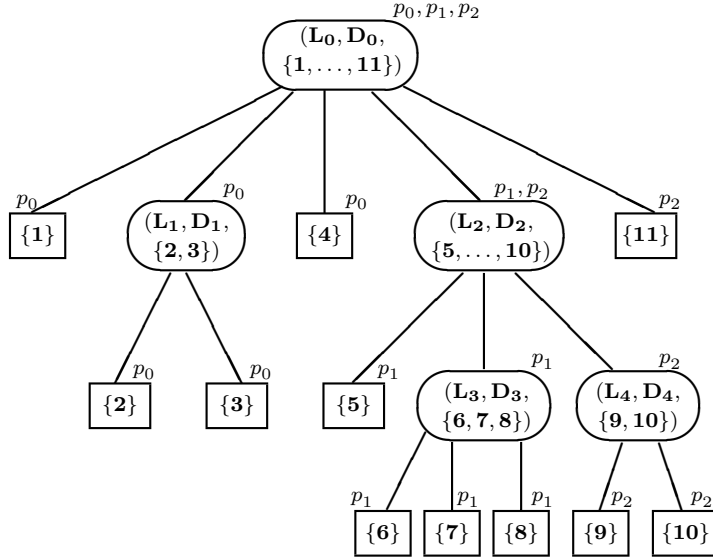 p₀, p₁, p₂
(L₀, D₀,
{1, . . . , 11})
p₀
{1}
p₀
(L₁, D₁,
{2, 3})
p₀
{4}
p₁, p₂
(L₂, D₂,
{5, . . . , 10})
p₂
{11}
p₀
{2}
p₀
{3}
p₁
{5}
p₁
(L₃, D₃,
{6, 7, 8})
p₂
(L₄, D₄,
{9, 10})
p₁
{6}
p₁
{7}
p₁
{8}
p₂
{9}
p₂
{10}